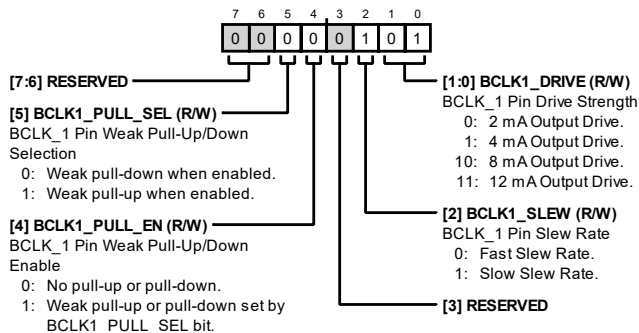 7 6 5 4 3 2 1 0
0 0 0 0 0 1 0 1
[7:6] RESERVED
[5] BCLK1_PULL_SEL (R/W)
BCLK_1 Pin Weak Pull-Up/Down
Selection
0: Weak pull-down when enabled.
1: Weak pull-up when enabled.
[4] BCLK1_PULL_EN (R/W)
BCLK_1 Pin Weak Pull-Up/Down
Enable
0: No pull-up or pull-down.
1: Weak pull-up or pull-down set by
BCLK1_PULL_SEL bit.
[1:0] BCLK1_DRIVE (R/W)
BCLK_1 Pin Drive Strength
0: 2 mA Output Drive.
1: 4 mA Output Drive.
10: 8 mA Output Drive.
11: 12 mA Output Drive.
[2] BCLK1_SLEW (R/W)
BCLK_1 Pin Slew Rate
0: Fast Slew Rate.
1: Slow Slew Rate.
[3] RESERVED